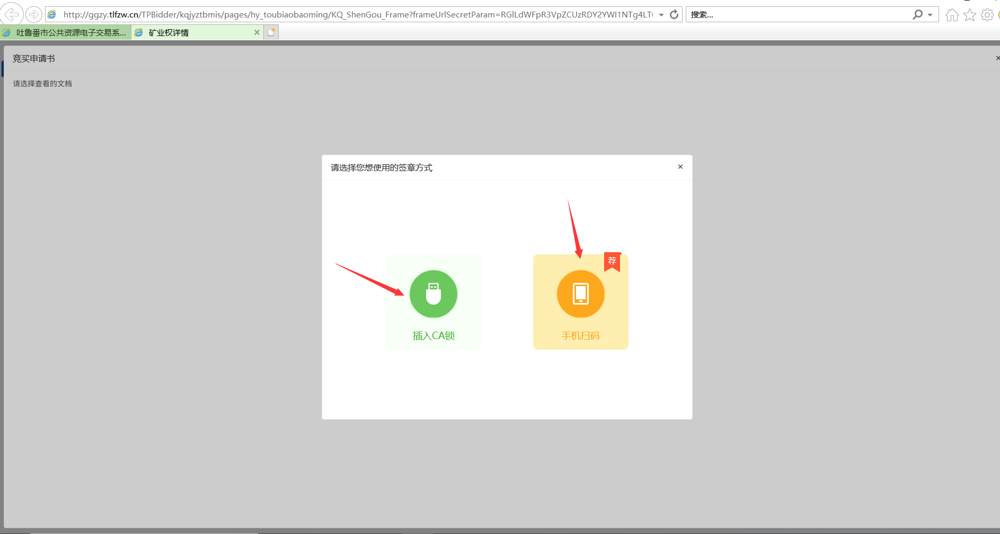 http://ggzy.tlfzw.cn/TPBidder/kqjyztbmis/pages/hy_toubiaobaoming/KQ_ShenGou_Frame?frameUrlSecretParam=RGlLdWFpR3VpZCUzRDY2YWI1NTg4LT
搜索...
吐鲁番市公共资源电子交易系...
矿业权详情
竞买申请书
请选择查看的文档
请选择您想使用的签章方式
荐
插入CA锁
手机扫码